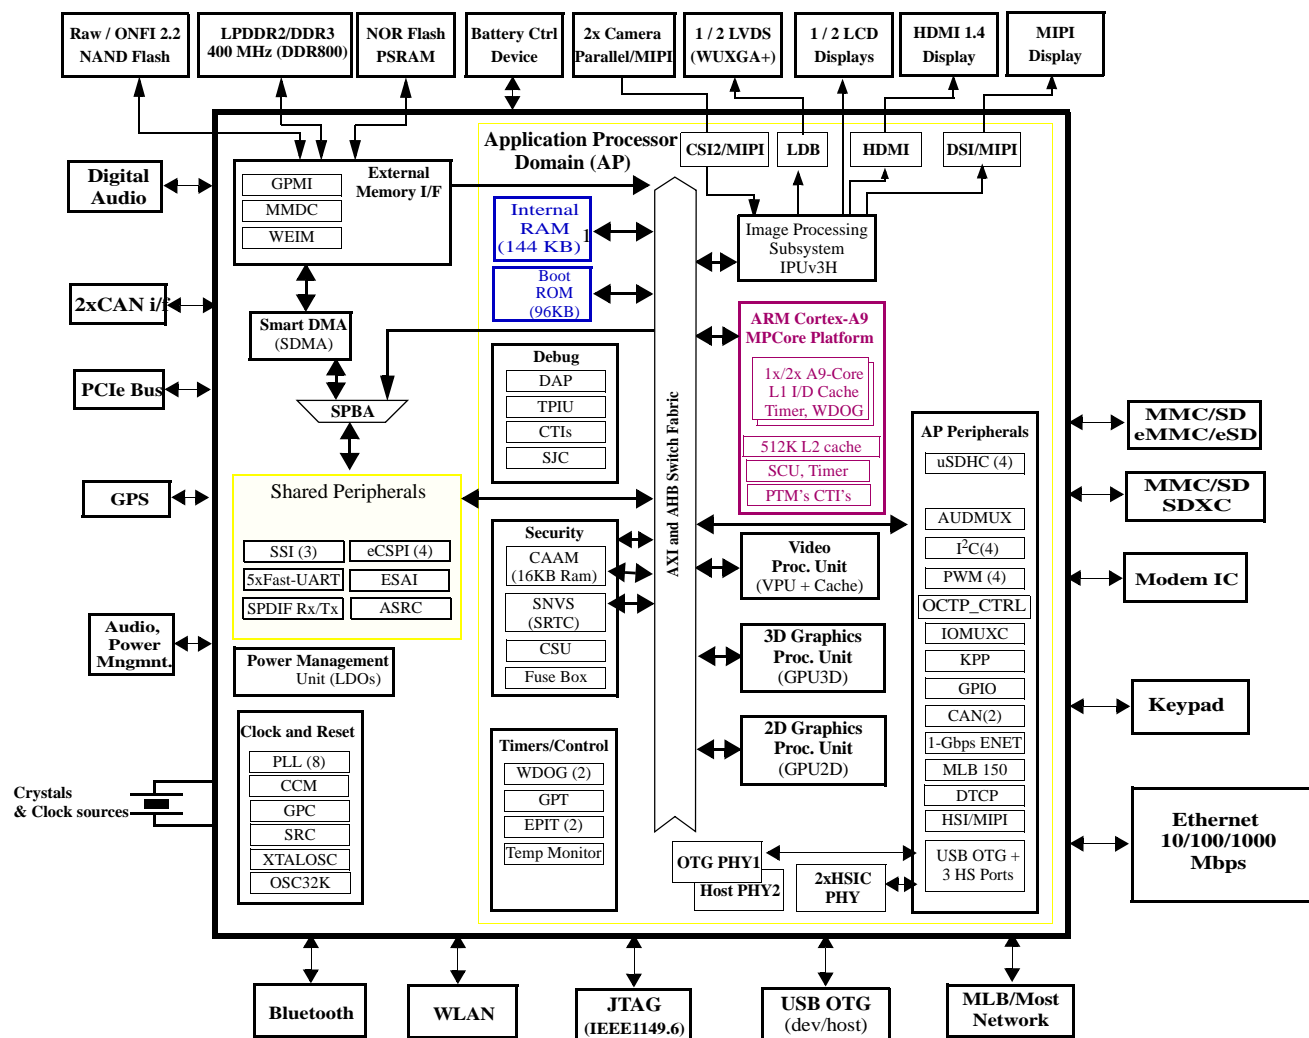 Raw / ONFI 2.2
NAND Flash
LPDDR2/DDR3
400 MHz (DDR800)
NOR Flash
PSRAM
Battery Ctrl
Device
2x Camera
Parallel/MIPI
1 / 2 LVDS
(WUXGA+)
1 / 2 LCD
Displays
HDMI 1.4
Display
MIPI
Display
Application Processor
Domain (AP)
CSI2/MIPI
LDB
HDMI
DSI/MIPI
External
Memory I/F
GPMI
MMDC
WEIM
Digital
Audio
Internal
RAM
(144 KB)
1
Image Processing
Subsystem
IPUv3H
Boot
ROM
(96KB)
2xCAN i/f
Smart DMA
(SDMA)
ARM Cortex-A9
MPCore Platform
1x/2x A9-Core
L1 I/D Cache
Timer, WDOG
512K L2 cache
SCU, Timer
PTM's CTI's
Debug
DAP
TPIU
CTIs
SJC
PCIe Bus
SPBA
AXI and AHB Switch Fabric
AP Peripherals
uSDHC (4)
AUDMUX
I2C(4)
PWM (4)
OCTP_CTRL
IOMUXC
KPP
GPIO
CAN(2)
1-Gbps ENET
MLB 150
DTCP
HSI/MIPI
USB OTG +
3 HS Ports
MMC/SD
eMMC/eSD
MMC/SD
SDXC
GPS
Shared Peripherals
SSI (3)
eCSPI (4)
5xFast-UART
ESAI
SPDIF Rx/Tx
ASRC
Security
CAAM
(16KB Ram)
SNVS
(SRTC)
CSU
Fuse Box
Video
Proc. Unit
(VPU + Cache)
Modem IC
Audio,
Power
Mngmnt.
Power Management
Unit (LDOs)
3D Graphics
Proc. Unit
(GPU3D)
Keypad
Clock and Reset
PLL (8)
CCM
GPC
SRC
XTALOSC
OSC32K
Timers/Control
WDOG (2)
GPT
EPIT (2)
Temp Monitor
2D Graphics
Proc. Unit
(GPU2D)
Crystals
& Clock sources
Ethernet
10/100/1000
Mbps
OTG PHY1
Host PHY2
2xHSIC
PHY
Bluetooth
WLAN
JTAG
(IEEE1149.6)
USB OTG
(dev/host)
MLB/Most
Network